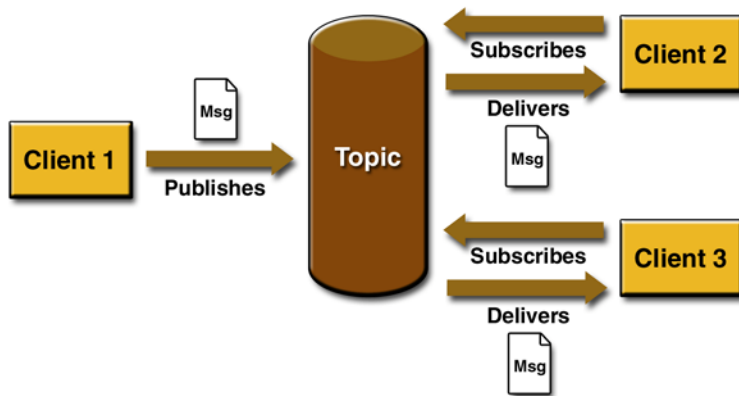 Msg
Client 1
Publishes
Topic
Subscribes
Client 2
Delivers
Msg
Subscribes
Client 3
Delivers
Msg